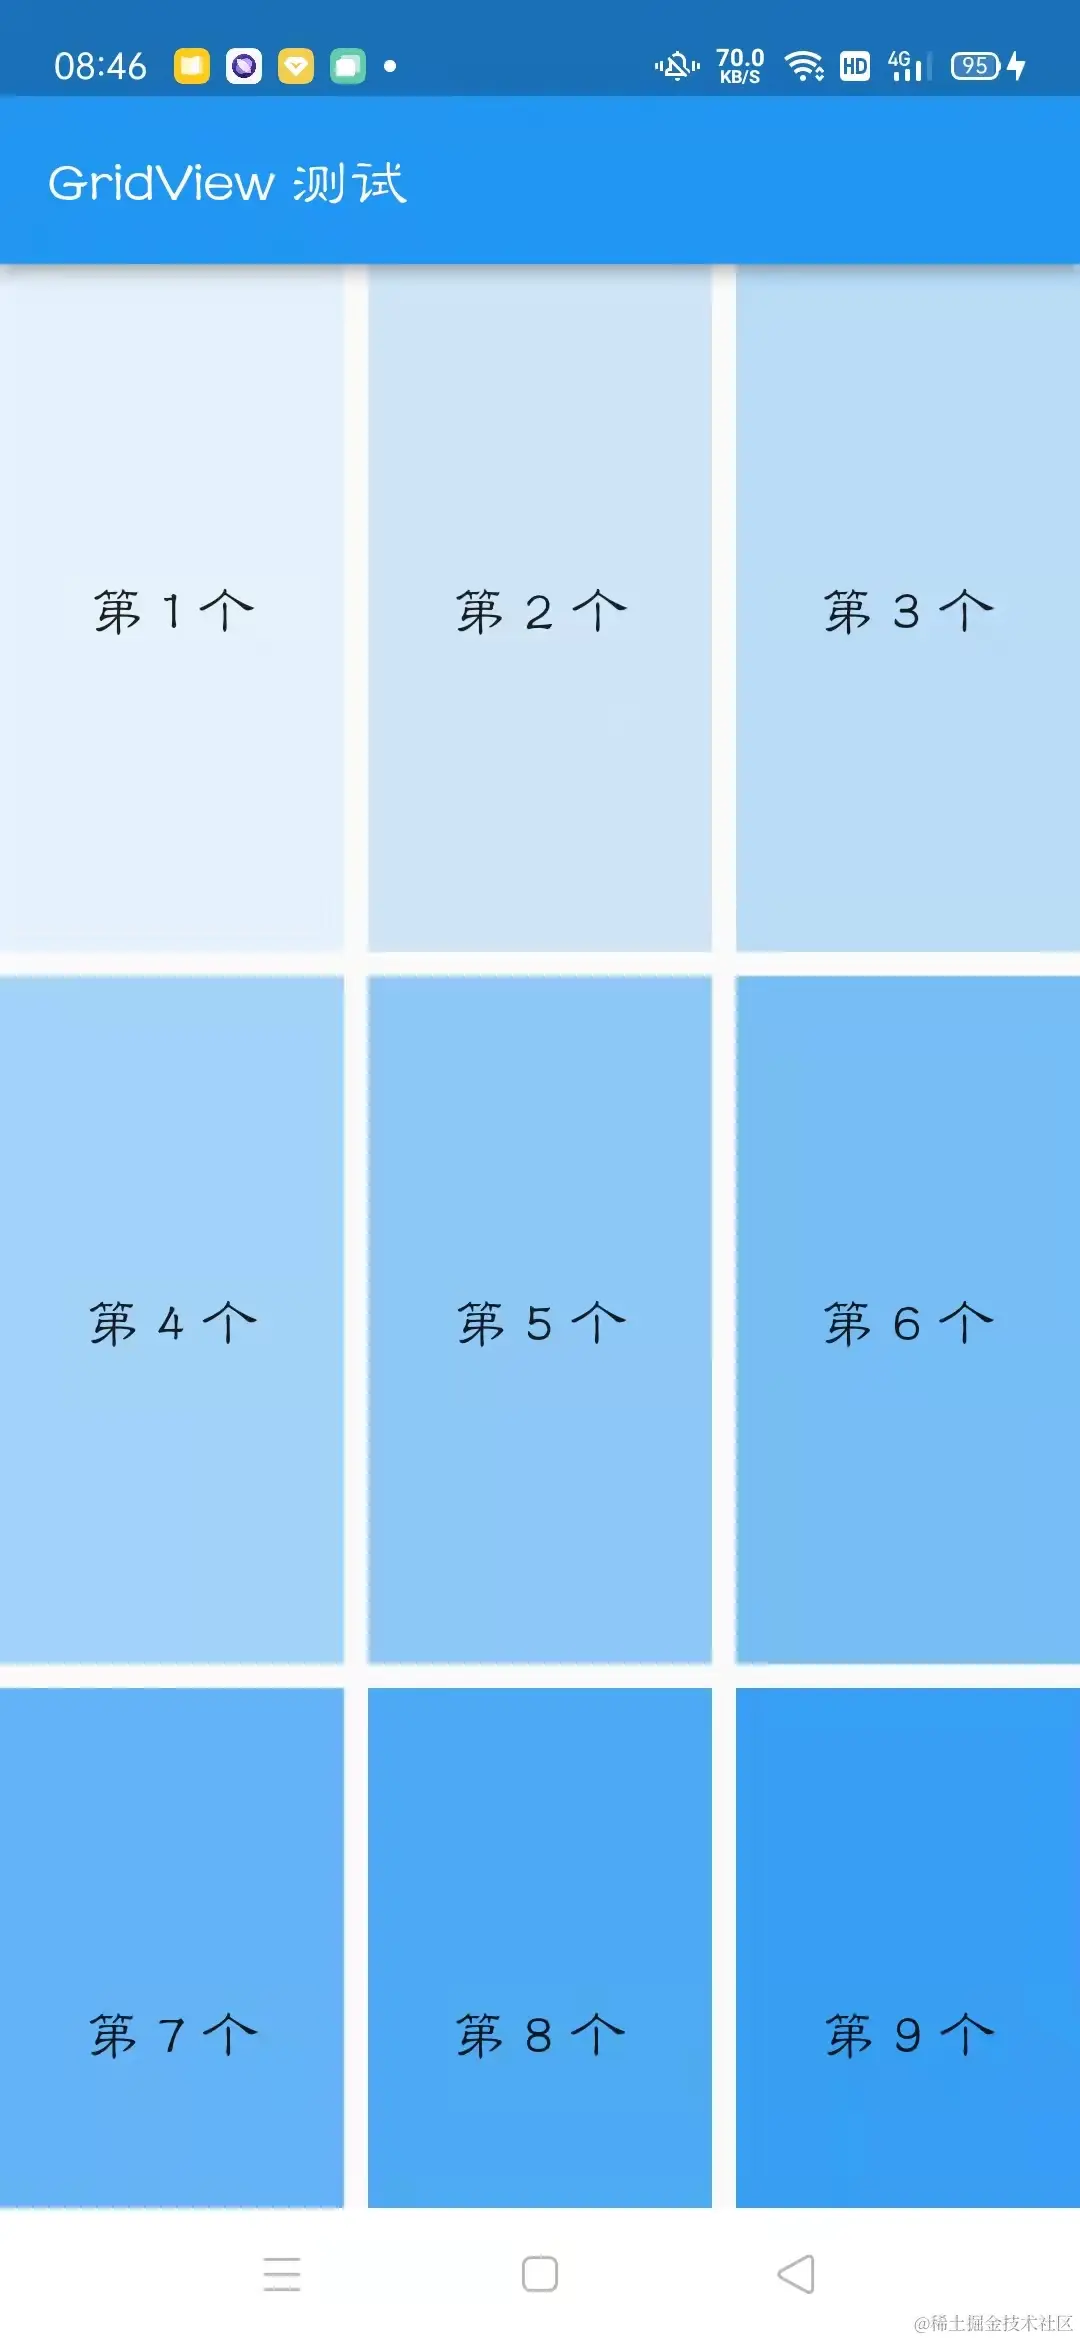 08:46 70.0 KB/S HD 4G 95
GridView 测试
第 1 个 第 2 个 第 3 个
第 4 个 第 5 个 第 6 个
第 7 个 第 8 个 第 9 个
@稀土掘金技术社区